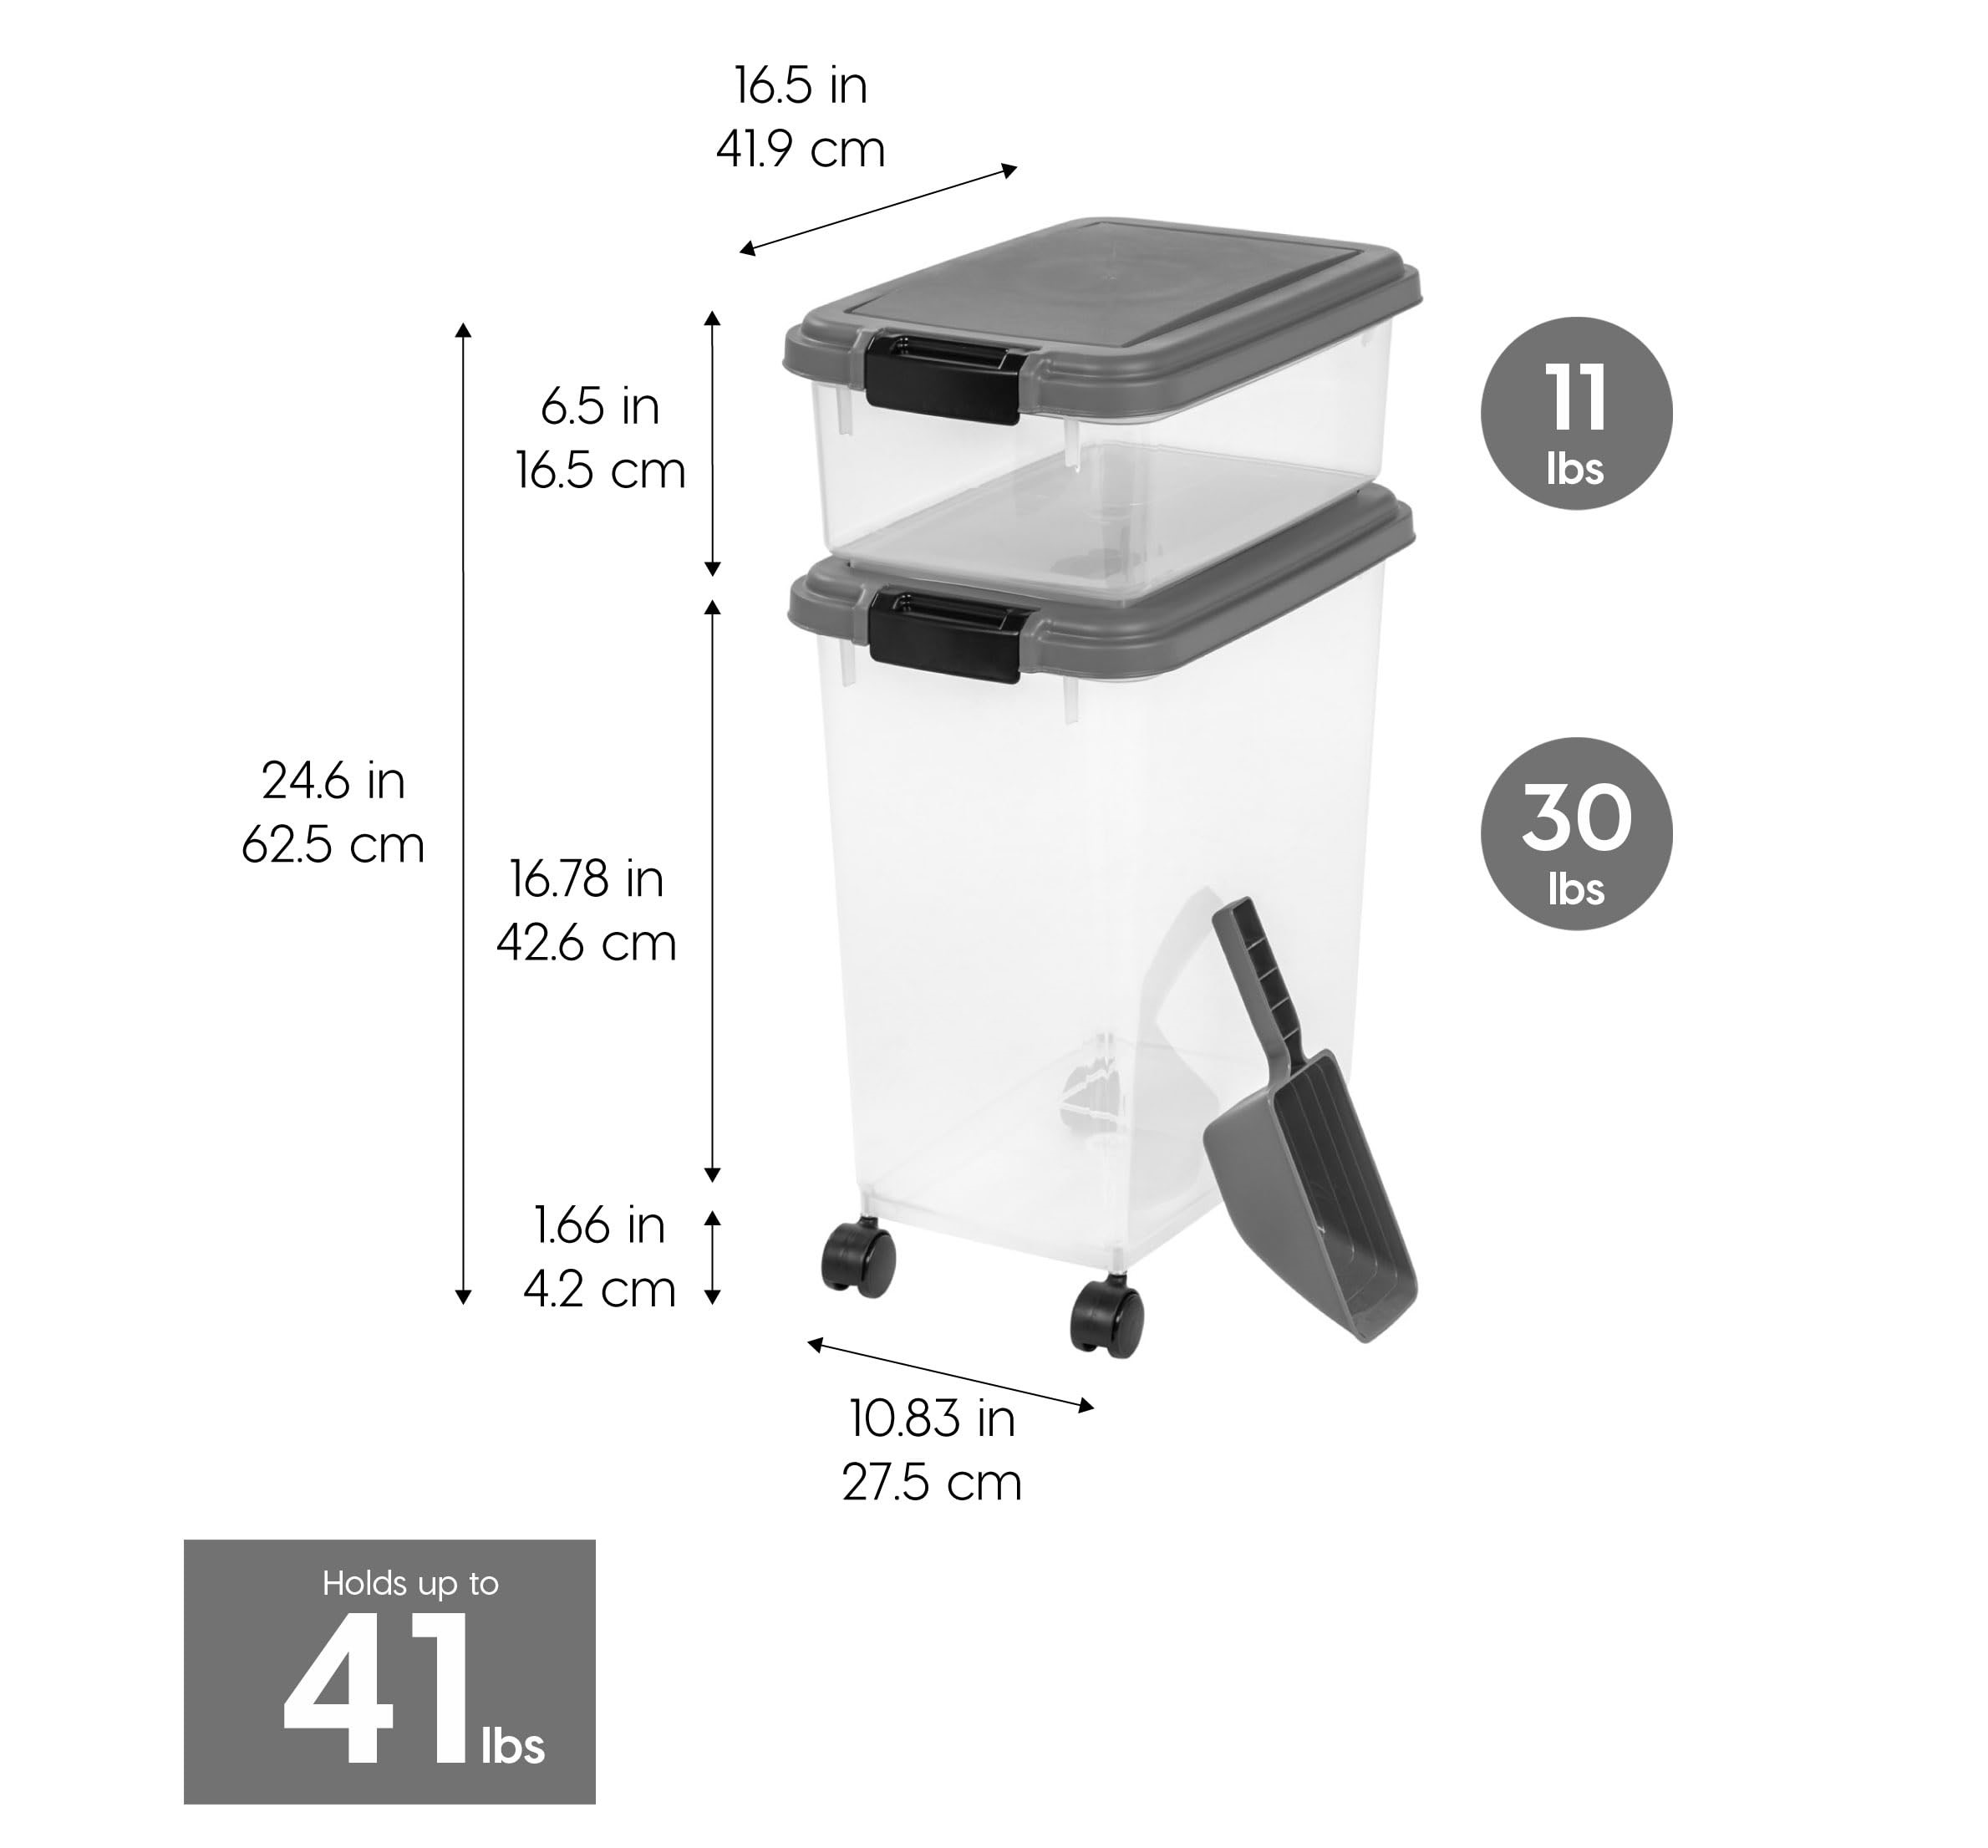 16.5 in
41.9 cm
6.5 in
16.5 cm
11
lbs
24.6 in
62.5 cm
16.78 in
42.6 cm
30
lbs
1.66 in
4.2 cm
10.83 in
27.5 cm
Holds up to
41 lbs